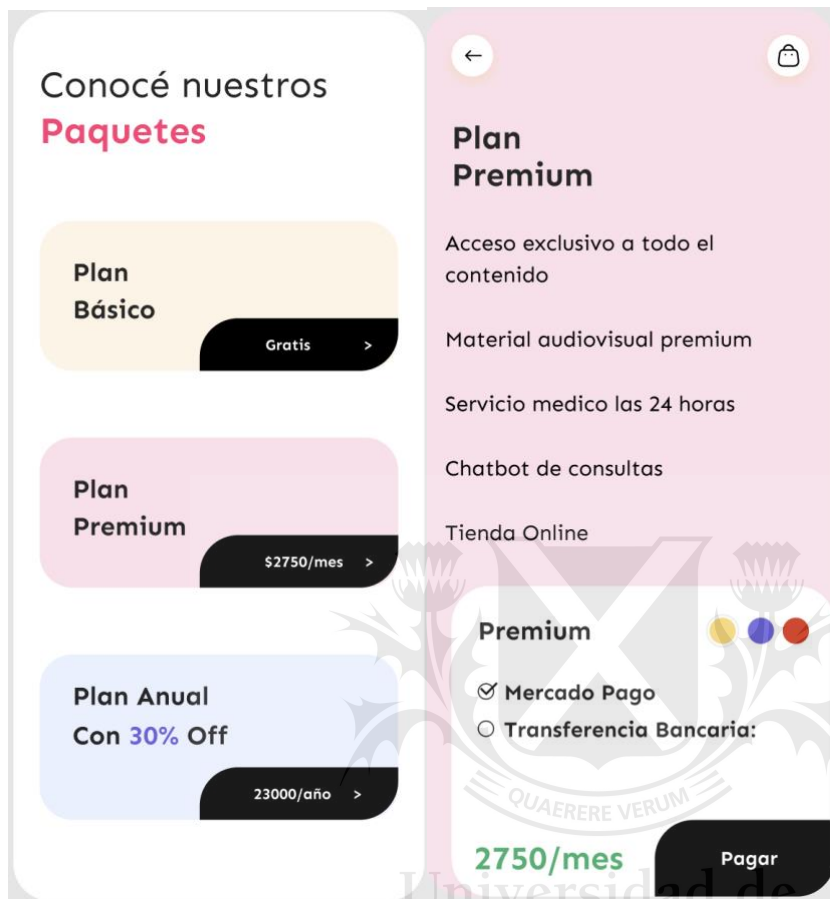 Conocé nuestros
Paquetes
Plan
Básico
Gratis >
Plan
Premium
$2750/mes >
Plan Anual
Con 30% Off
23000/año >
Plan
Premium
Acceso exclusivo a todo el
contenido
Material audiovisual premium
Servicio medico las 24 horas
Chatbot de consultas
Tienda Online
Premium
Mercado Pago
Transferencia Bancaria:
QUAERERE VERUM
2750/mes
Pagar
Universidad de